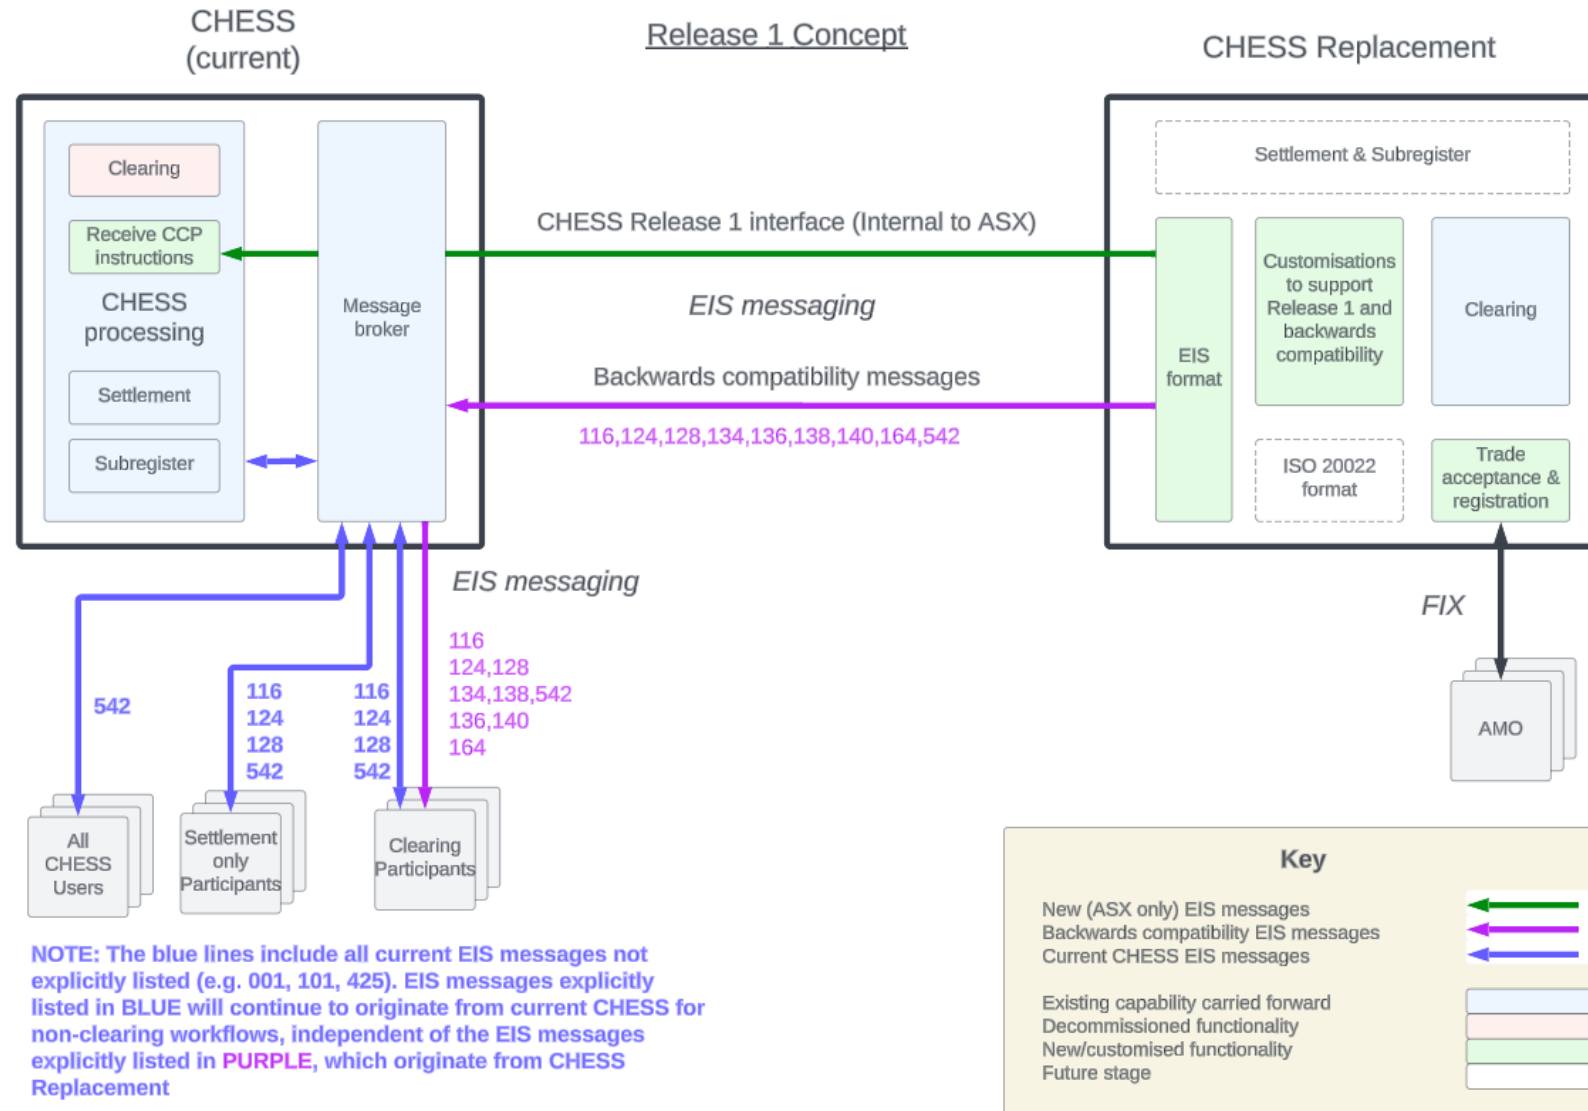 CHESS
(current)
Release 1 Concept
CHESS Replacement
Clearing
Receive CCP
instructions
CHESS
processing
Settlement
Subregister
Message
broker
CHESS Release 1 interface (Internal to ASX)
EIS messaging
Backwards compatibility messages
116,124,128,134,136,138,140,164,542
Settlement & Subregister
EIS
format
Customisations
to support
Release 1 and
backwards
compatibility
Clearing
ISO 20022
format
Trade
acceptance &
registration
EIS messaging
116
124,128
134,138,542
136,140
164
542
116
124
128
542
116
124
128
542
FIX
AMO
All
CHESS
Users
Settlement
only
Participants
Clearing
Participants
NOTE: The blue lines include all current EIS messages not
explicitly listed (e.g. 001, 101, 425). EIS messages explicitly
listed in BLUE will continue to originate from current CHESS for
non-clearing workflows, independent of the EIS messages
explicitly listed in PURPLE, which originate from CHESS
Replacement
Key
New (ASX only) EIS messages
Backwards compatibility EIS messages
Current CHESS EIS messages
Existing capability carried forward
Decommissioned functionality
New/customised functionality
Future stage